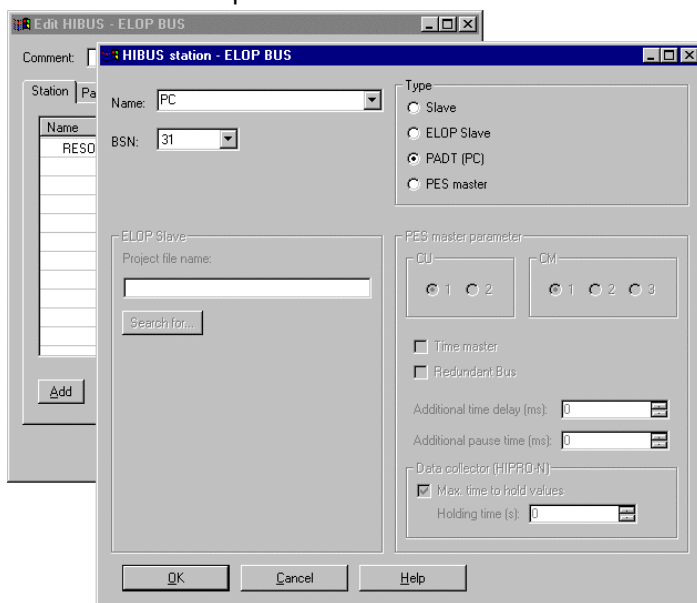 Edit HIBUS - ELOP BUS
Comment:
Station
Pa
Name
RESO
Add
HIBUS station - ELOP BUS
Name: PC
BSN: 31
Type
Slave
ELOP Slave
PADT (PC)
PES master
ELOP Slave
Project file name:
Search for...
PES master parameter
CU
1 2
CM
1 2 3
Time master
Redundant Bus
Additional time delay (ms): 0
Additional pause time (ms): 0
Data collector (HIPRO-N)
Max. time to hold values
Holding time (s): 0
OK Cancel Help